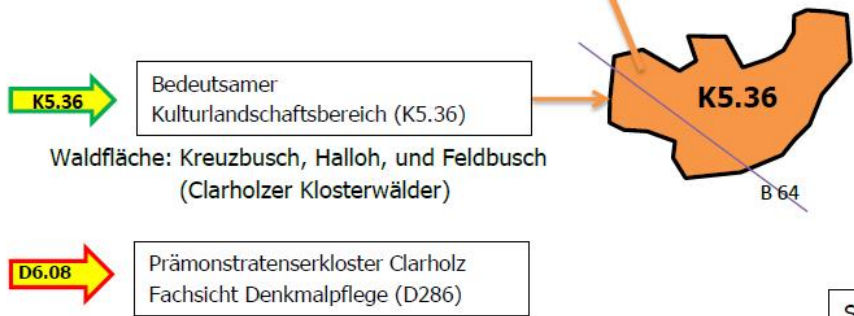 K5.36
Bedeutsamer
Kulturlandschaftsbereich (K5.36)
K5.36
B 64
Waldfläche: Kreuzbusch, Halloh, und Feldbusch
(Clarholzer Klosterwälder)
D6.08
Prämonstratenserkloster Clarholz
Fachsicht Denkmalpflege (D286)
S